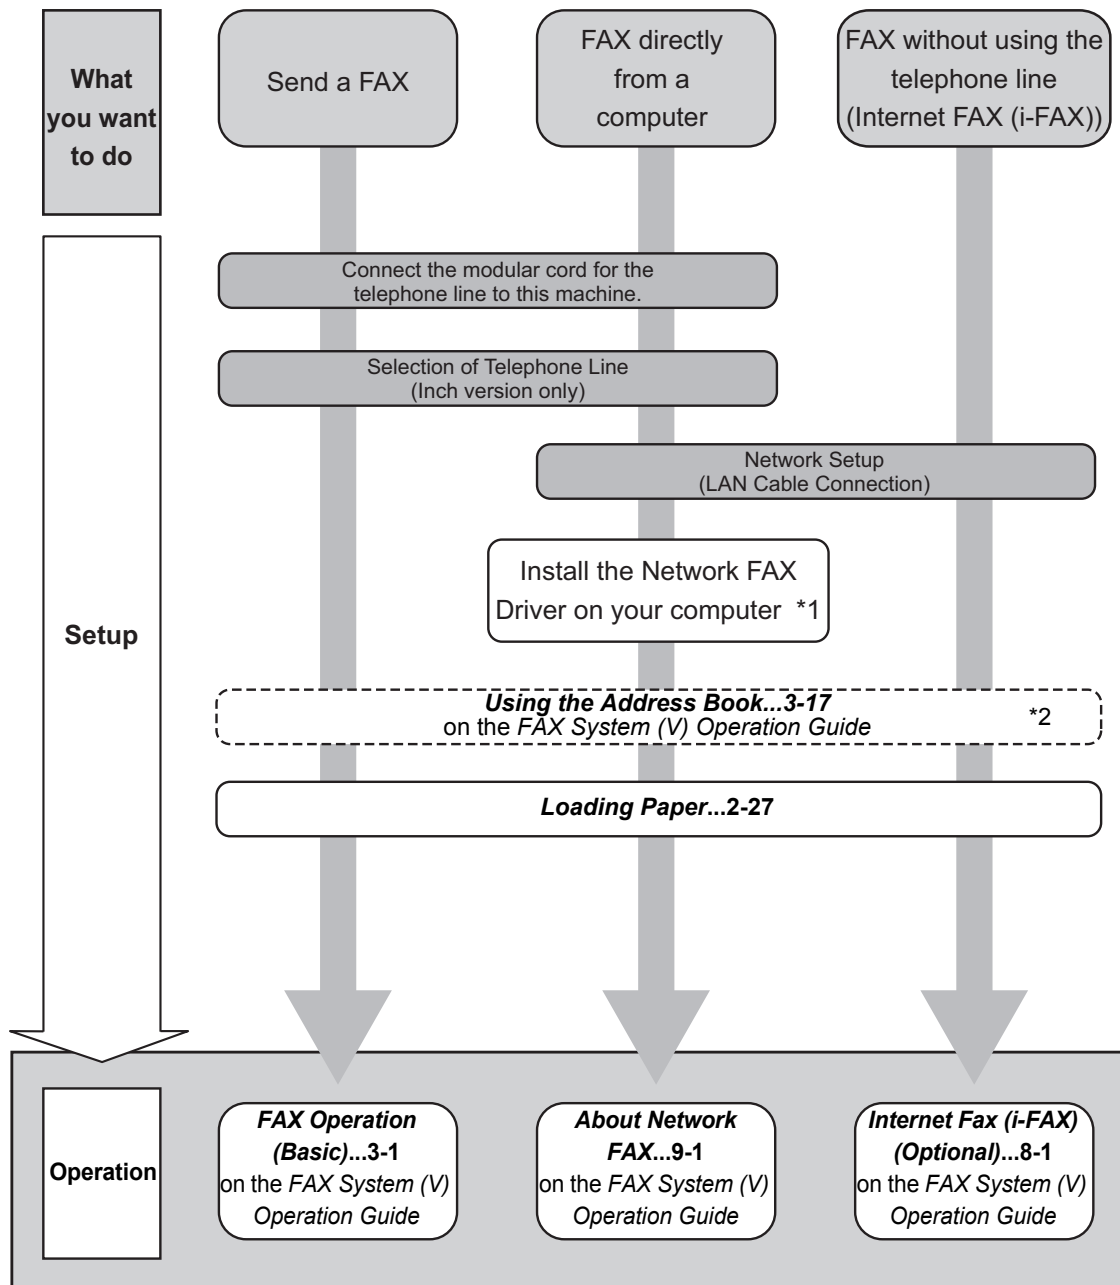 What
you want
to do
Send a FAX
FAX directly
from a
computer
FAX without using the
telephone line
(Internet FAX (i-FAX))
Connect the modular cord for the
telephone line to this machine.
Selection of Telephone Line
(Inch version only)
Network Setup
(LAN Cable Connection)
Install the Network FAX
Driver on your computer *1
Setup
Using the Address Book...3-17
on the FAX System (V) Operation Guide
*2
Loading Paper...2-27
Operation
FAX Operation
(Basic)...3-1
on the FAX System (V)
Operation Guide
About Network
FAX...9-1
on the FAX System (V)
Operation Guide
Internet Fax (i-FAX)
(Optional)...8-1
on the FAX System (V)
Operation Guide